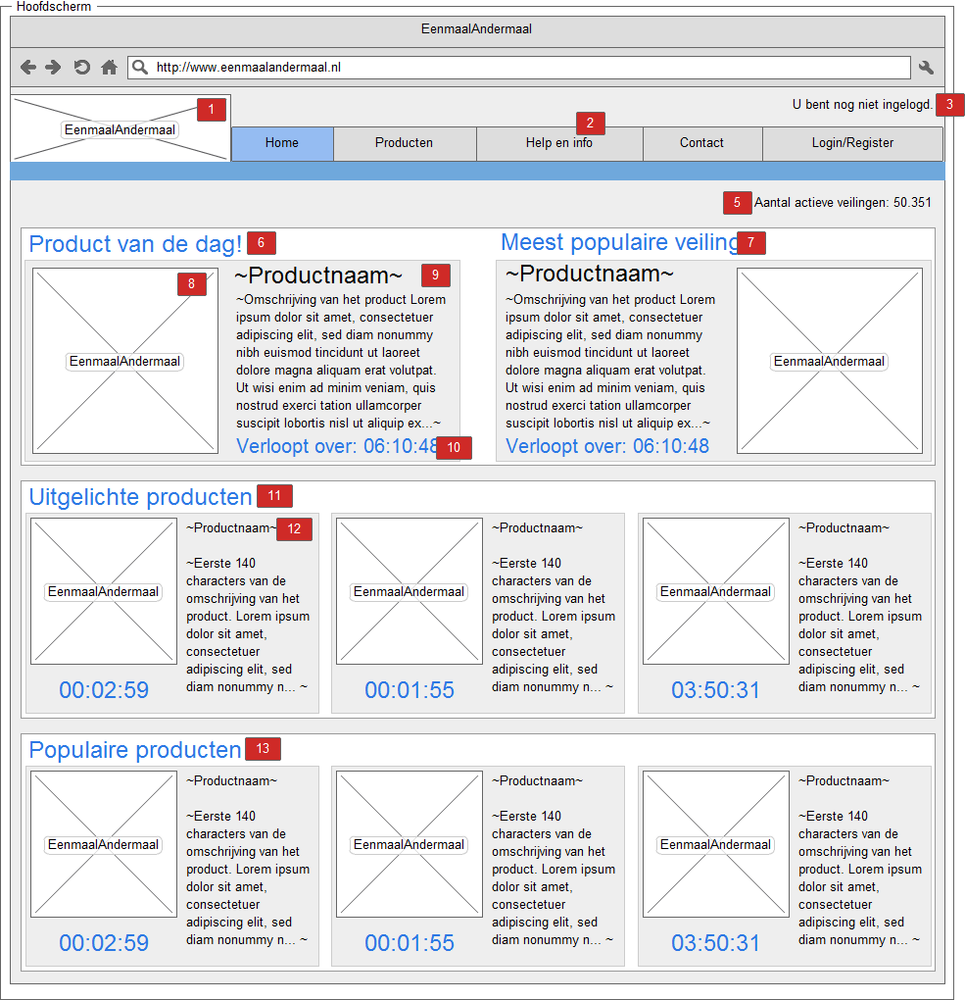 Hoofdscherm
EenmaalAndermaal
http://www.eenmaalandermaal.nl
1
U bent nog niet ingelogd.
3
EenmaalAndermaal
2
Home
Producten
Help en info
Contact
Login/Register
5
Aantal actieve veilingen: 50.351
Product van de dag!
6
8
EenmaalAndermaal
~Productnaam~
9
~Omschrijving van het product Lorem
ipsum dolor sit amet, consectetuer
adipiscing elit, sed diam nonummy
nibh euismod tincidunt ut laoreet
dolore magna aliquam erat volutpat.
Ut wisi enim ad minim veniam, quis
nostrud exerci tation ullamcorper
suscipit lobortis nisl ut aliquip ex...~
Verloopt over: 06:10:48
10
Meest populaire veiling
7
~Productnaam~
~Omschrijving van het product Lorem
ipsum dolor sit amet, consectetuer
adipiscing elit, sed diam nonummy
nibh euismod tincidunt ut laoreet
dolore magna aliquam erat volutpat.
Ut wisi enim ad minim veniam, quis
nostrud exerci tation ullamcorper
suscipit lobortis nisl ut aliquip ex...~
Verloopt over: 06:10:48
EenmaalAndermaal
Uitgelichte producten
11
EenmaalAndermaal
00:02:59
~Productnaam~
12
~Eerste 140
characters van de
omschrijving van het
product. Lorem ipsum
dolor sit amet,
consectetuer
adipiscing elit, sed
diam nonummy n... ~
EenmaalAndermaal
00:01:55
~Productnaam~
~Eerste 140
characters van de
omschrijving van het
product. Lorem ipsum
dolor sit amet,
consectetuer
adipiscing elit, sed
diam nonummy n... ~
EenmaalAndermaal
03:50:31
~Productnaam~
~Eerste 140
characters van de
omschrijving van het
product. Lorem ipsum
dolor sit amet,
consectetuer
adipiscing elit, sed
diam nonummy n... ~
Populaire producten
13
EenmaalAndermaal
00:02:59
~Productnaam~
~Eerste 140
characters van de
omschrijving van het
product. Lorem ipsum
dolor sit amet,
consectetuer
adipiscing elit, sed
diam nonummy n... ~
EenmaalAndermaal
00:01:55
~Productnaam~
~Eerste 140
characters van de
omschrijving van het
product. Lorem ipsum
dolor sit amet,
consectetuer
adipiscing elit, sed
diam nonummy n... ~
EenmaalAndermaal
03:50:31
~Productnaam~
~Eerste 140
characters van de
omschrijving van het
product. Lorem ipsum
dolor sit amet,
consectetuer
adipiscing elit, sed
diam nonummy n... ~